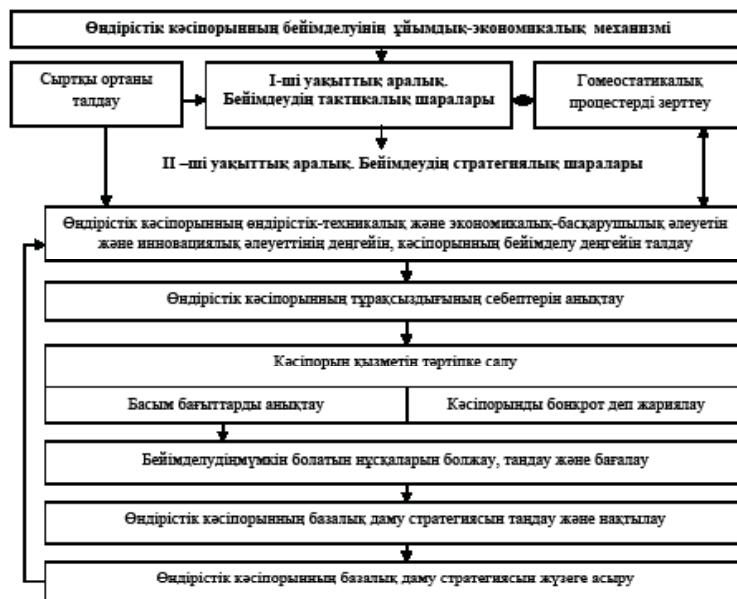 Өндірістік кәсіпорынның бейімделуінің ұйымдық-экономикалық механизмі
Сыртқы ортаны
талдау
I-ші уақыттық аралық.
Бейімдеудің тактикалық шаралары
Гомеостатикалық
процестерді зерттеу
II –ші уақыттық аралық. Бейімдеудің стратегиялық шаралары
Өндірістік кәсіпорынның өндірістік-техникалық және экономикалық-басқарушылық әлеуетін
және инновациялық әлеуеттінің деңгейін, кәсіпорынның бейімделу деңгейін талдау
Өндірістік кәсіпорынның тұрақсыздығының себептерін анықтау
Кәсіпорын қызметін тәртіпке салу
Басым бағыттарды анықтау
Кәсіпорынды бонкрот деп жариялау
Бейімделудіңмүмкін болатын нұсқаларын болжау, таңдау және бағалау
Өндірістік кәсіпорынның базалық даму стратегиясын таңдау және нақтылау
Өндірістік кәсіпорынның базалық даму стратегиясын жүзеге асыру